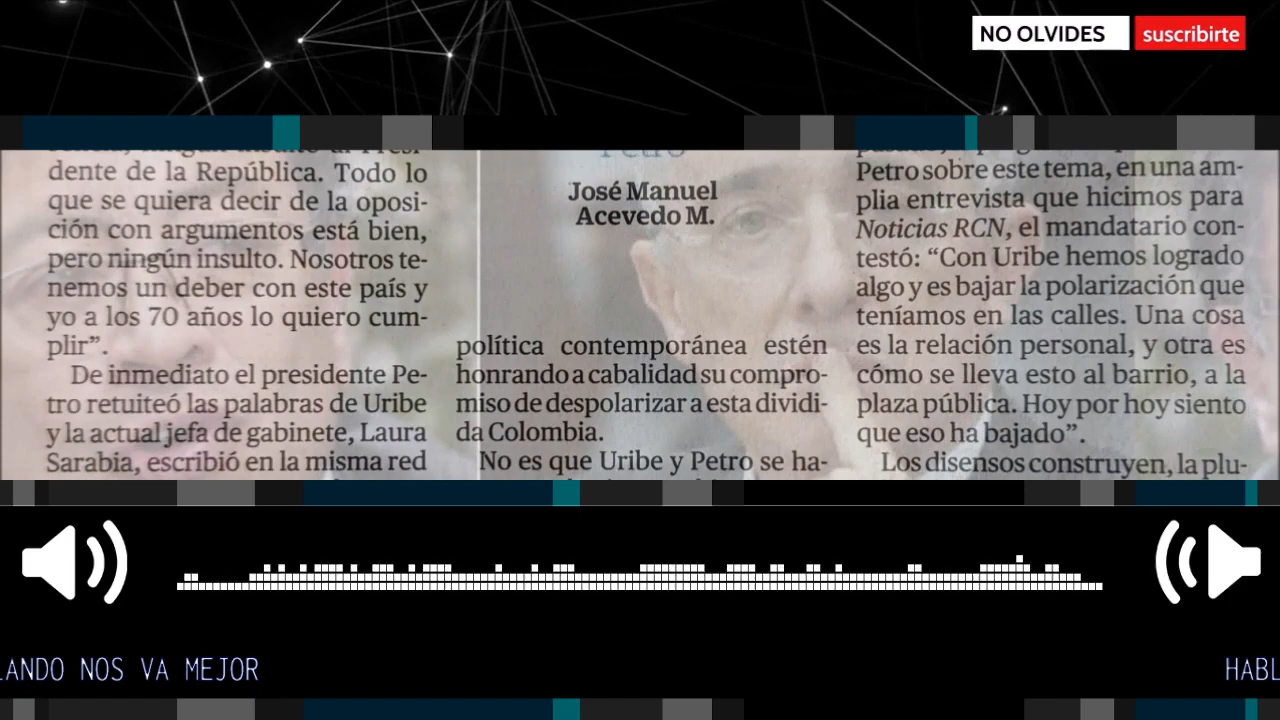 NO OLVIDES
suscribirte
dente de la República. Todo lo
que se quiera decir de la oposi-
ción con argumentos está bien,
pero ningún insulto. Nosotros te-
nemos un deber con este país y
yo a los 70 años lo quiero cum-
plir”.
De inmediato el presidente Pe-
tro retuiteó las palabras de Uribe
y la actual jefa de gabinete, Laura
Sarabia, escribió en la misma red
Petro
José Manuel
Acevedo M.
política contemporánea estén
honrando a cabalidad su compro-
miso de despolarizar a esta dividi-
da Colombia.
No es que Uribe y Petro se ha-
Petro sobre este tema, en una am-
plia entrevista que hicimos para
Noticias RCN, el mandatario con-
testó: “Con Uribe hemos logrado
algo y es bajar la polarización que
teníamos en las calles. Una cosa
es la relación personal, y otra es
cómo se lleva esto al barrio, a la
plaza pública. Hoy por hoy siento
que eso ha bajado”.
Los disensos construyen, la plu-
LANDO NOS VA MEJOR
HABL